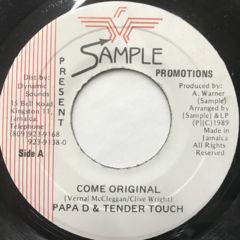 SAMPLE
PRESENT
PROMOTIONS
Dist by:
Dynamic
Sounds
15 Bell Road,
Kingston 11,
Jamaica
Telephone:
(809)923-9168
923-9138-0
Side A
Produced by:
A. Warner
(Sample)
Arranged by
(Sample) & LP
(P)(C)1989
Made in
Jamaica
All Rights
Reserved
COME ORIGINAL
(Vernal McCleggan/Clive Wright)
PAPA D & TENDER TOUCH